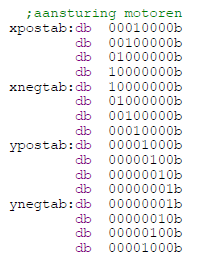 ;aansturing motoren
xpostab:db 00010000b
db 00100000b
db 01000000b
db 10000000b
xnegtab:db 10000000b
db 01000000b
db 00100000b
db 00010000b
ypostab:db 00001000b
db 00000100b
db 00000010b
db 00000001b
ynegtab:db 00000001b
db 00000010b
db 00000100b
db 00001000b